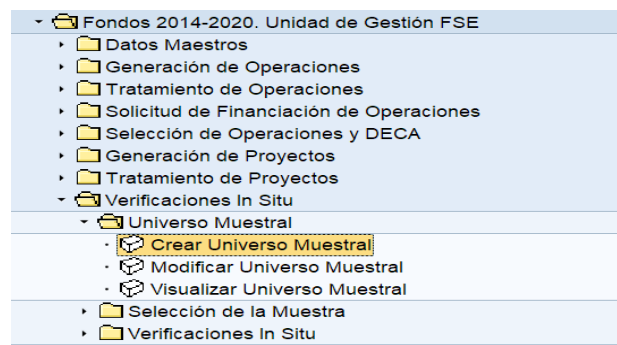 Fondos 2014-2020. Unidad de Gestión FSE
Datos Maestros
Generación de Operaciones
Tratamiento de Operaciones
Solicitud de Financiación de Operaciones
Selección de Operaciones y DECA
Generación de Proyectos
Tratamiento de Proyectos
Verificaciones In Situ
Universo Muestral
Crear Universo Muestral
Modificar Universo Muestral
Visualizar Universo Muestral
Selección de la Muestra
Verificaciones In Situ